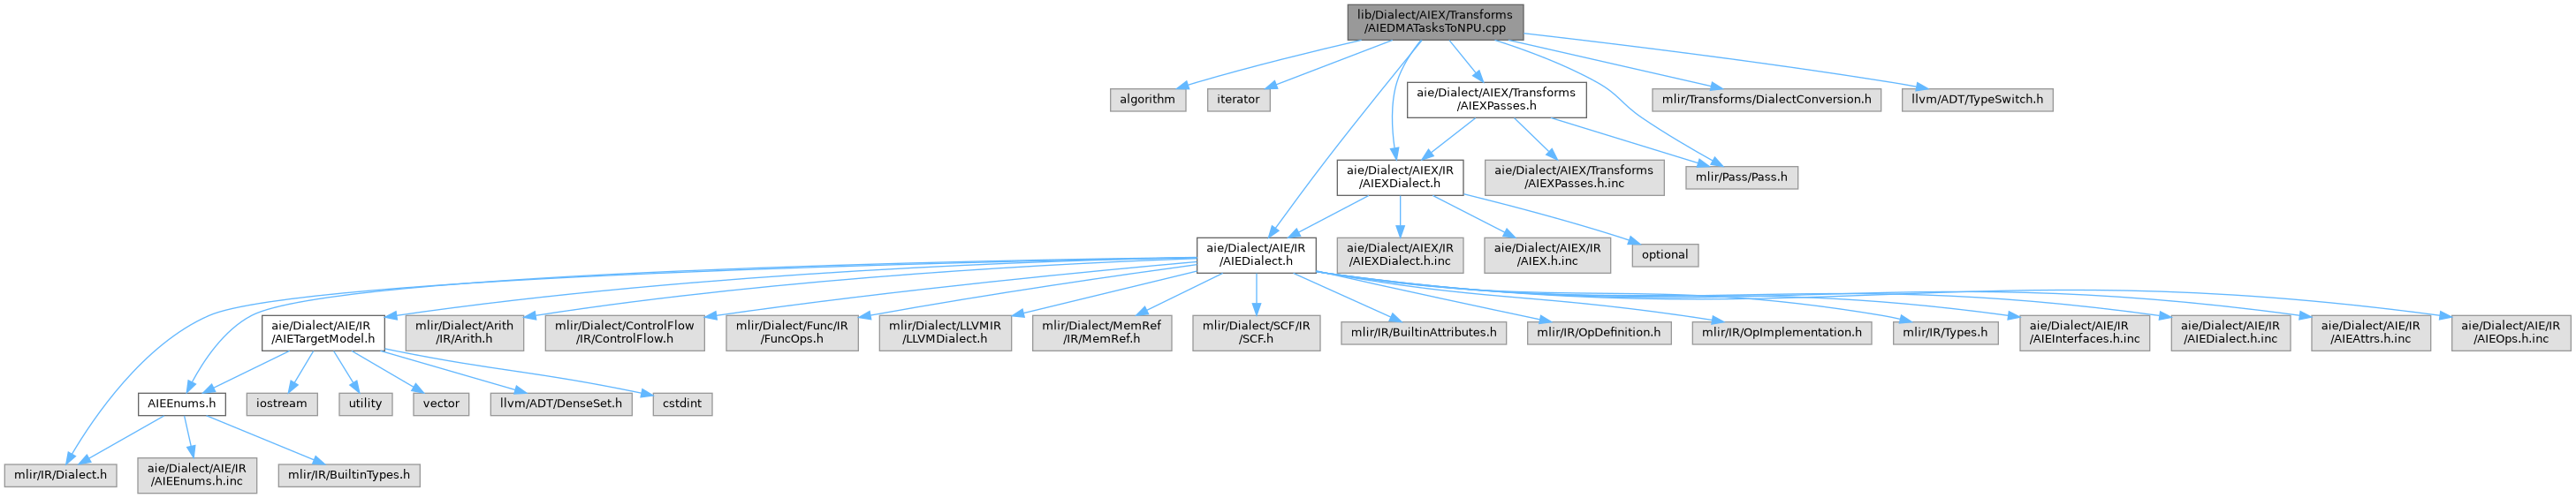 lib/Dialect/AIEX/Transforms
/AIEDMATasksToNPU.cpp
algorithm
iterator
aie/Dialect/AIEX/Transforms
/AIEXPasses.h
mlir/Transforms/DialectConversion.h
llvm/ADT/TypeSwitch.h
aie/Dialect/AIEX/IR
/AIEXDialect.h
aie/Dialect/AIEX/Transforms
/AIEXPasses.h.inc
mlir/Pass/Pass.h
aie/Dialect/AIE/IR
/AIEDialect.h
aie/Dialect/AIEX/IR
/AIEXDialect.h.inc
aie/Dialect/AIEX/IR
/AIEX.h.inc
optional
aie/Dialect/AIE/IR
/AIETargetModel.h
mlir/Dialect/Arith
/IR/Arith.h
mlir/Dialect/ControlFlow
/IR/ControlFlow.h
mlir/Dialect/Func/IR
/FuncOps.h
mlir/Dialect/LLVMIR
/LLVMDialect.h
mlir/Dialect/MemRef
/IR/MemRef.h
mlir/Dialect/SCF/IR
/SCF.h
mlir/IR/BuiltinAttributes.h
mlir/IR/OpDefinition.h
mlir/IR/OpImplementation.h
mlir/IR/Types.h
aie/Dialect/AIE/IR
/AIEInterfaces.h.inc
aie/Dialect/AIE/IR
/AIEDialect.h.inc
aie/Dialect/AIE/IR
/AIEAttrs.h.inc
aie/Dialect/AIE/IR
/AIEOps.h.inc
AIEEnums.h
iostream
utility
vector
llvm/ADT/DenseSet.h
cstdint
mlir/IR/Dialect.h
aie/Dialect/AIE/IR
/AIEEnums.h.inc
mlir/IR/BuiltinTypes.h